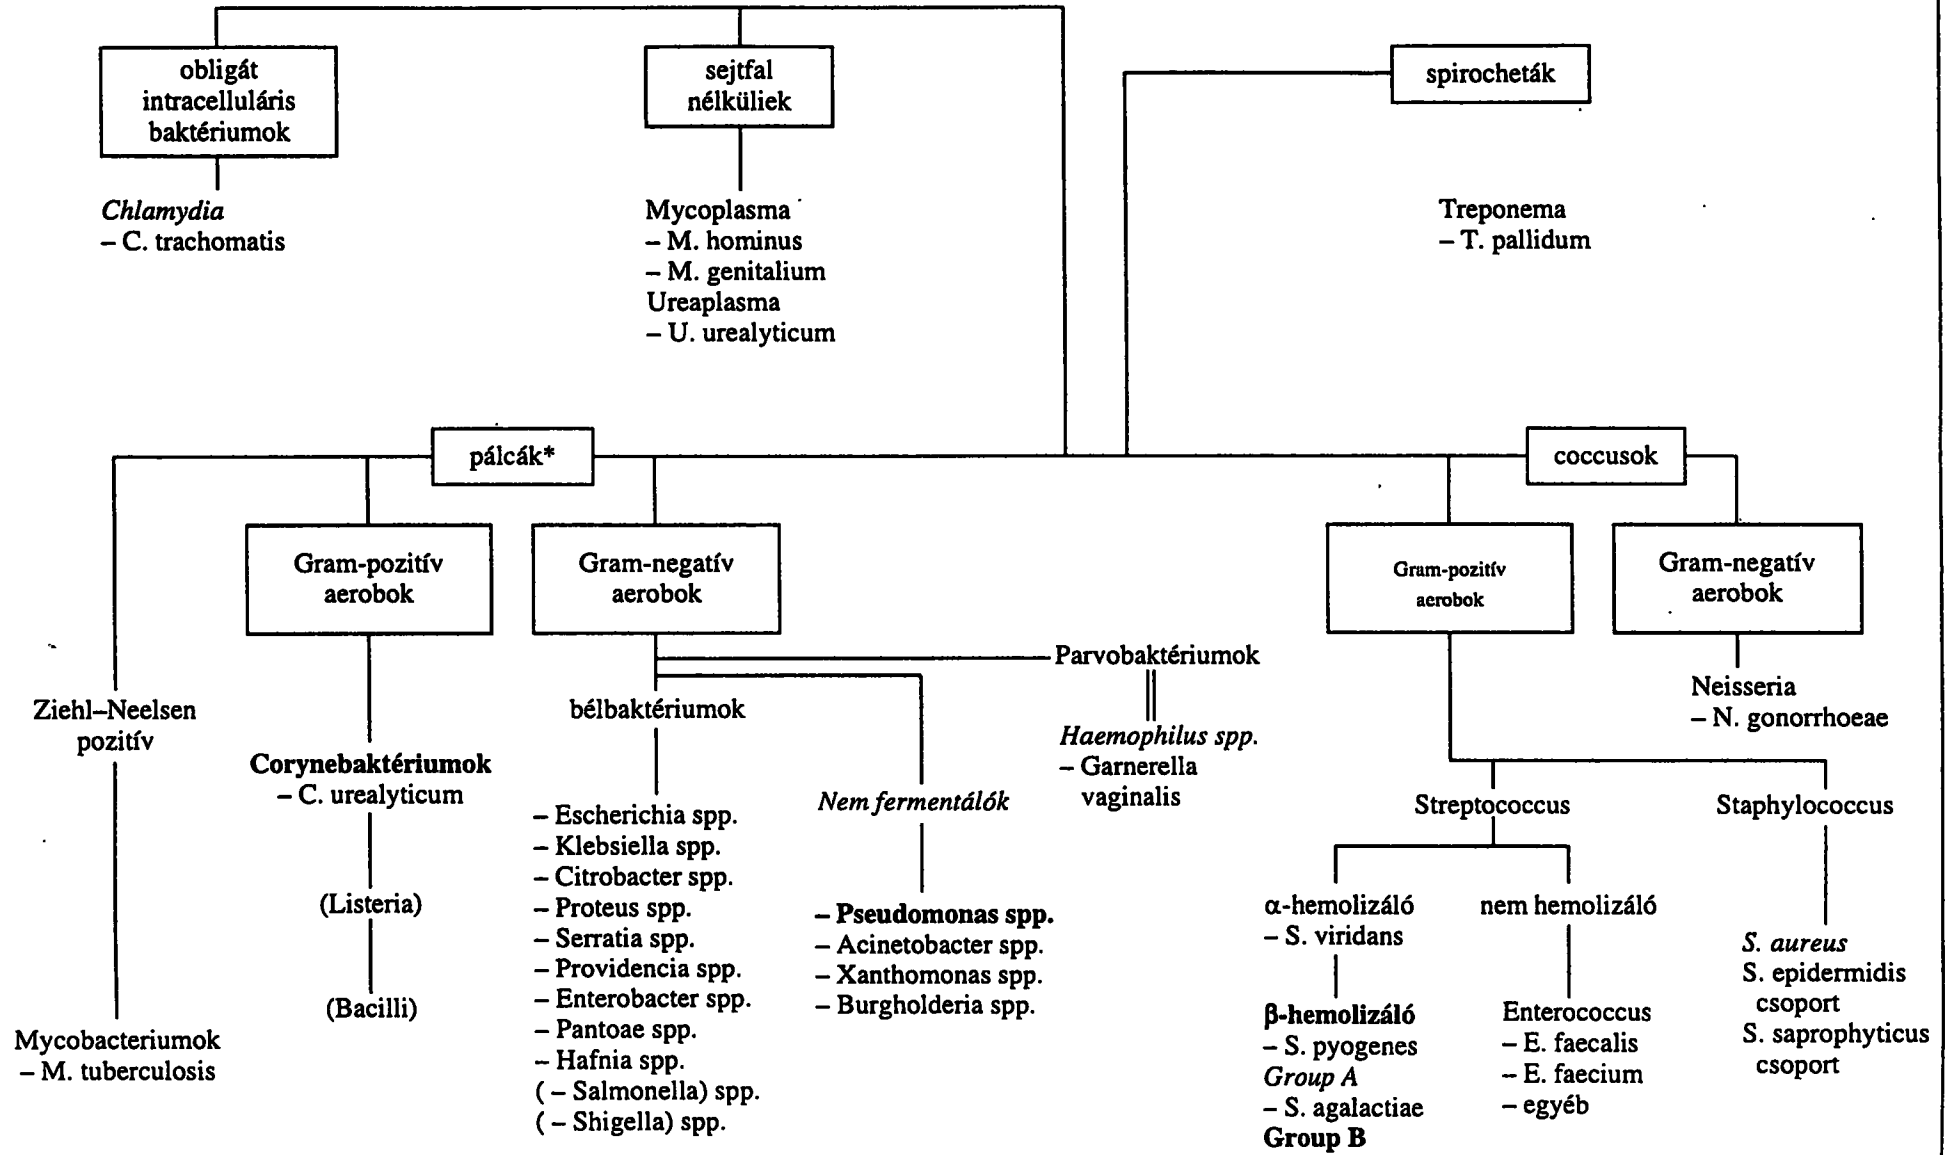 obligát
intracelluláris
baktériumok
sejtfal
nélküliek
spirocheták
Chlamydia
– C. trachomatis
Mycoplasma
– M. hominus
– M. genitalium
Ureaplasma
– U. urealyticum
Treponema
– T. pallidum
pálcák*
coccusok
Gram-pozitív
aerobok
Gram-negatív
aerobok
Gram-pozitív
aerobok
Gram-negatív
aerobok
Ziehl–Neelsen
pozitív
Mycobacteriumok
– M. tuberculosis
Corynebaktériumok
– C. urealyticum
(Listeria)
(Bacilli)
bélbaktériumok
– Escherichia spp.
– Klebsiella spp.
– Citrobacter spp.
– Proteus spp.
– Serratia spp.
– Providencia spp.
– Enterobacter spp.
– Pantoae spp.
– Hafnia spp.
( – Salmonella) spp.
( – Shigella) spp.
Nem fermentálók
– Pseudomonas spp.
– Acinetobacter spp.
– Xanthomonas spp.
– Burgholderia spp.
Parvobaktériumok
Haemophilus spp.
– Garnerella
vaginalis
Streptococcus
α-hemolizáló
– S. viridans
β-hemolizáló
– S. pyogenes
Group A
– S. agalactiae
Group B
nem hemolizáló
Enterococcus
– E. faecalis
– E. faecium
– egyéb
Neisseria
– N. gonorrhoeae
Staphylococcus
S. aureus
S. epidermidis
csoport
S. saprophyticus
csoport